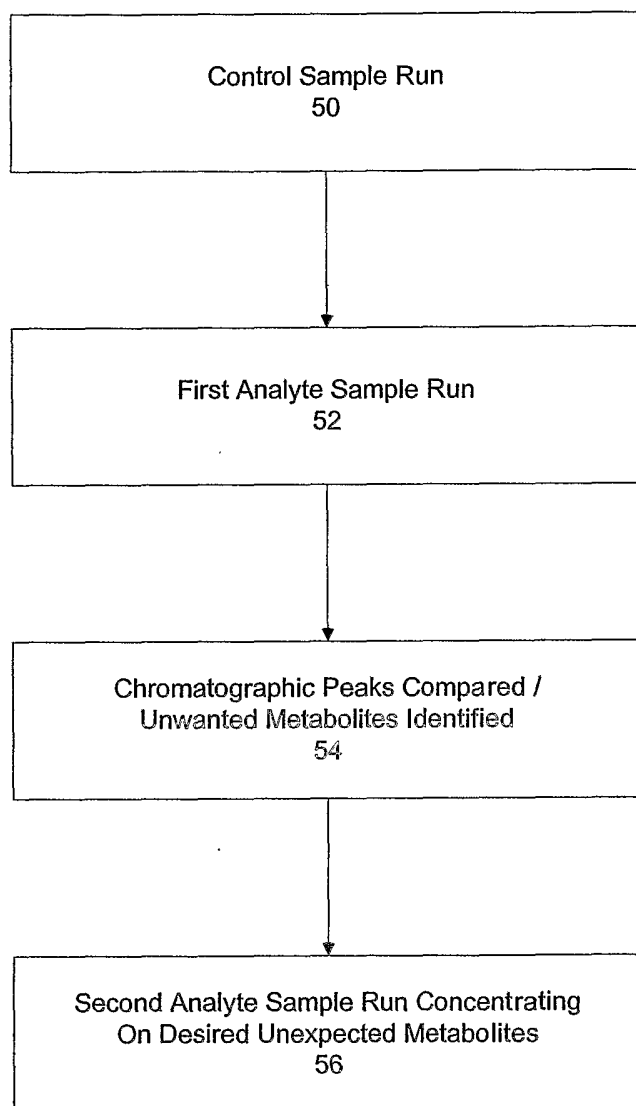 Control Sample Run
50
First Analyte Sample Run
52
Chromatographic Peaks Compared /
Unwanted Metabolites Identified
54
Second Analyte Sample Run Concentrating
On Desired Unexpected Metabolites
56